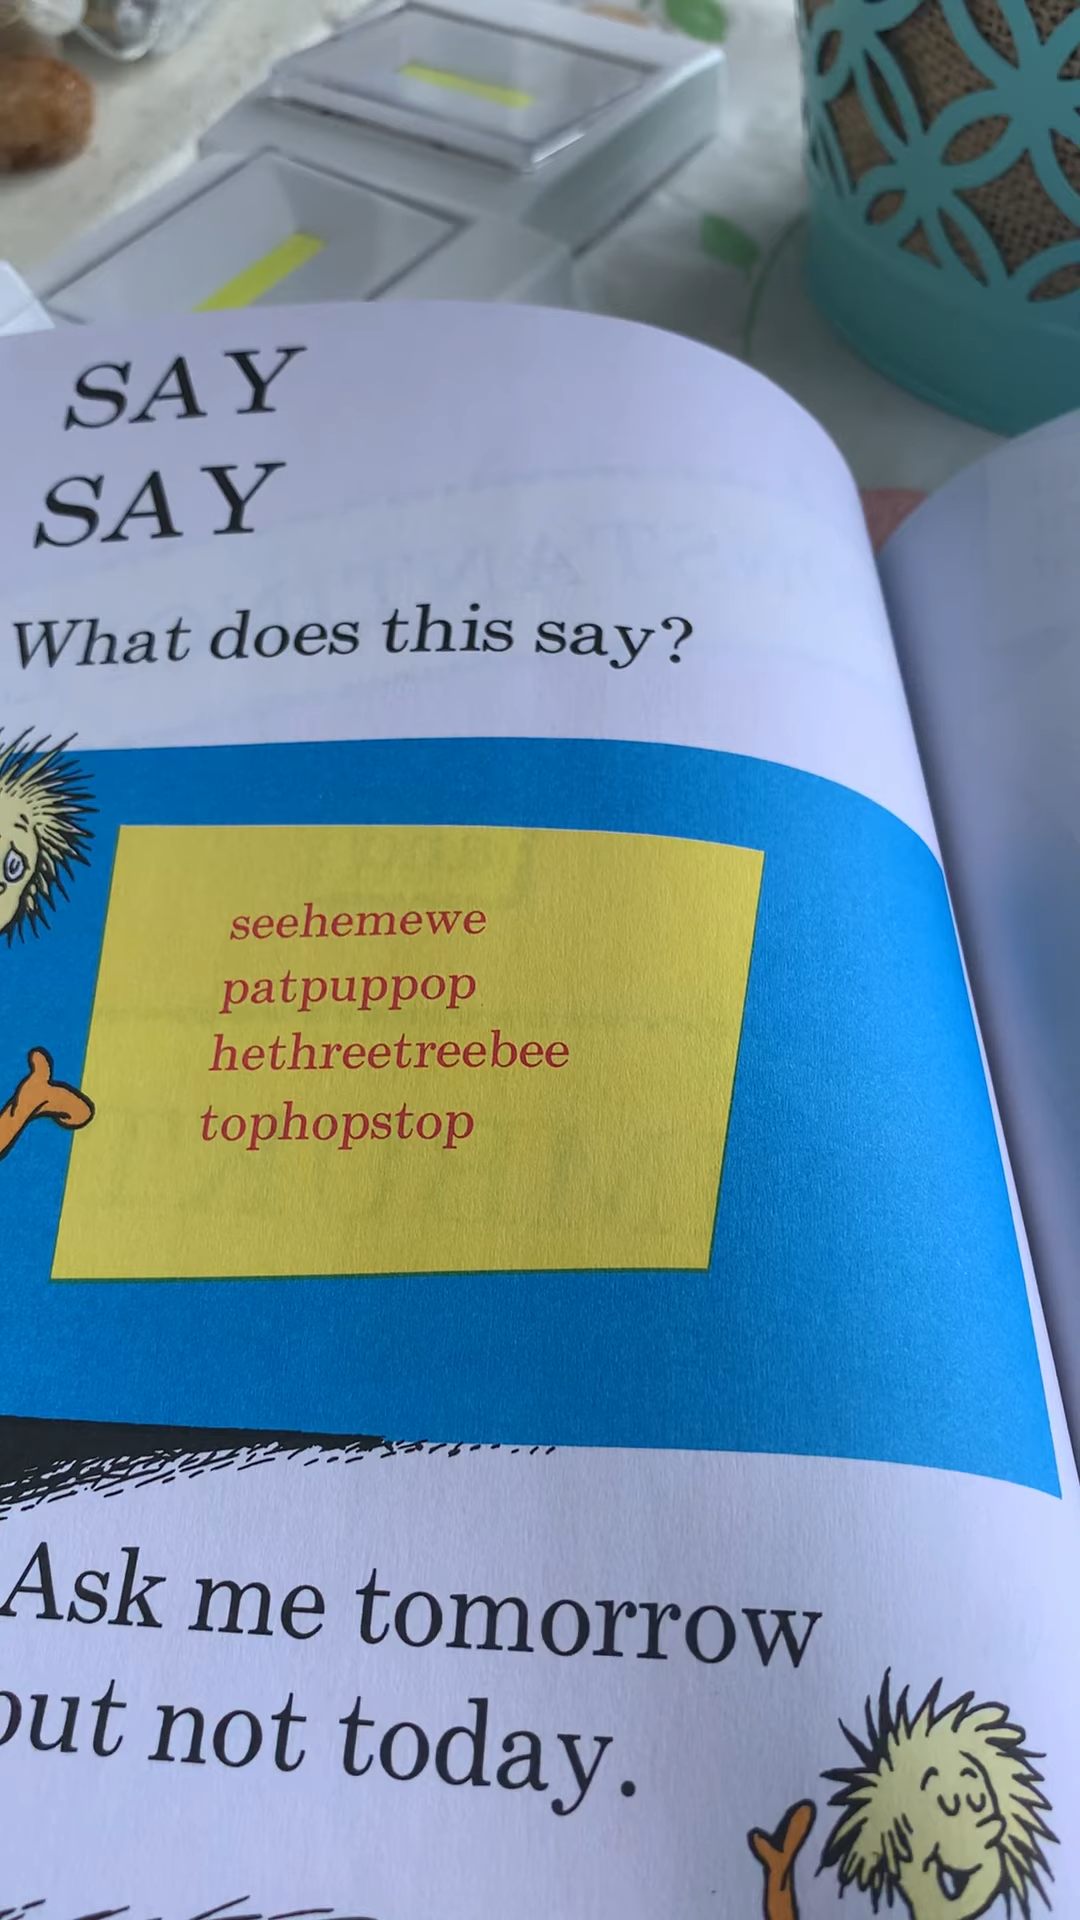 SAY
SAY
What does this say?
seehemewe
patpuppop
hethreetreebee
tophopstop
Ask me tomorrow
but not today.